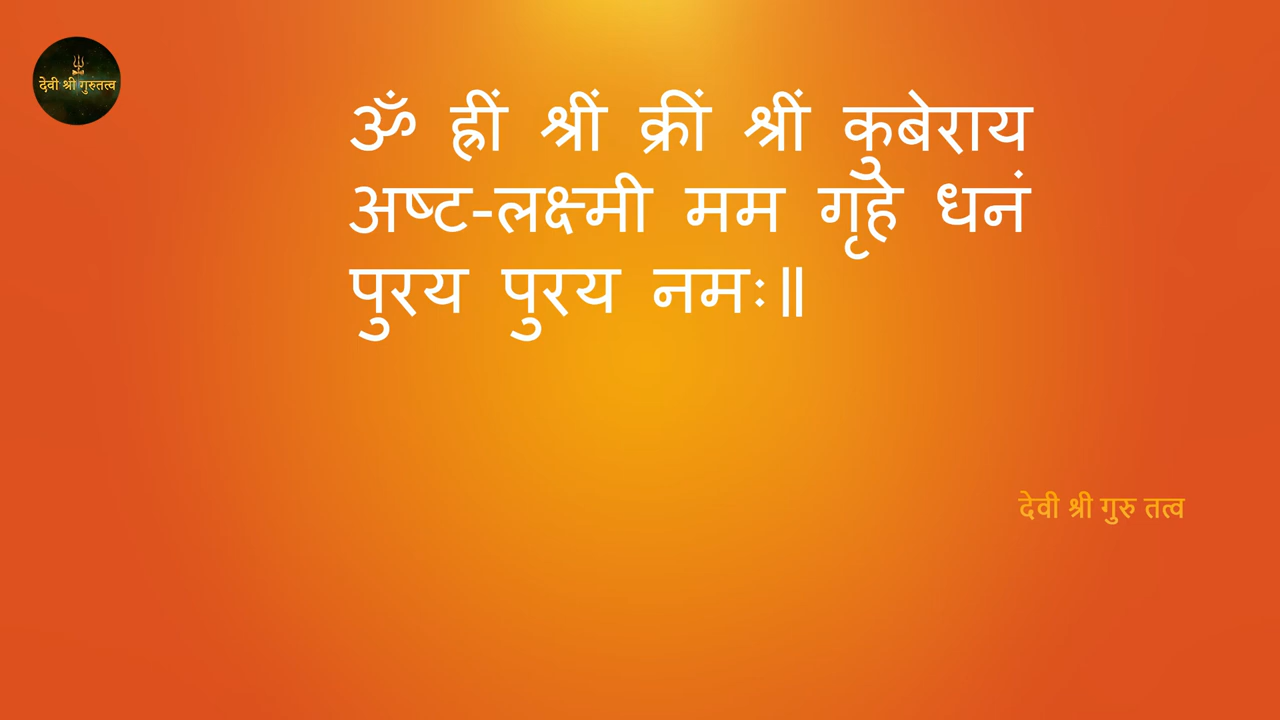 देवी श्री गुरुतत्व
ॐ ह्रीं श्रीं क्रीं श्रीं कुबेराय
अष्ट-लक्ष्मी मम गृहे धनं
पुरय पुरय नमः॥
देवी श्री गुरु तत्व